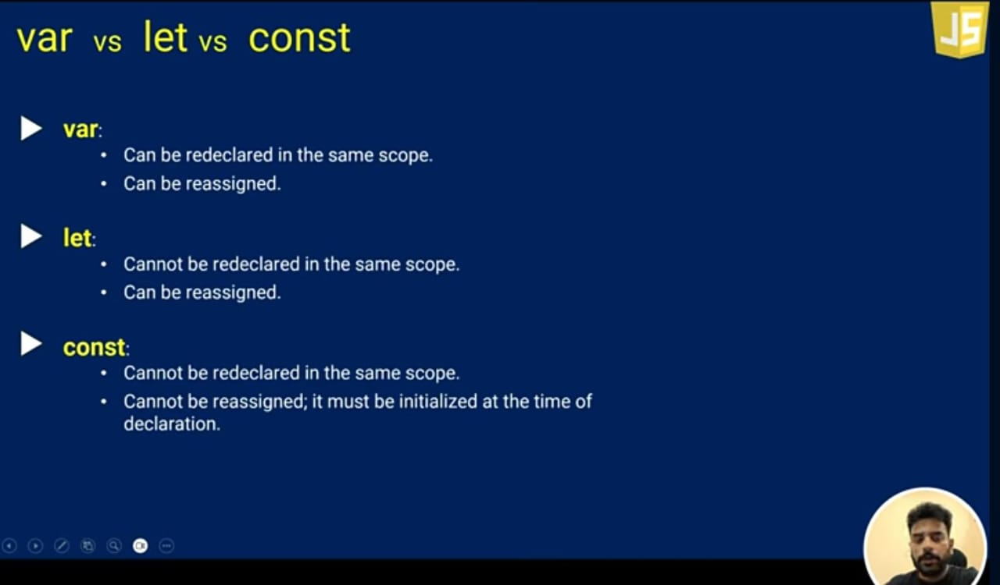 var vs let vs const
JS
var:
• Can be redeclared in the same scope.
• Can be reassigned.
let:
• Cannot be redeclared in the same scope.
• Can be reassigned.
const:
• Cannot be redeclared in the same scope.
• Cannot be reassigned; it must be initialized at the time of
declaration.